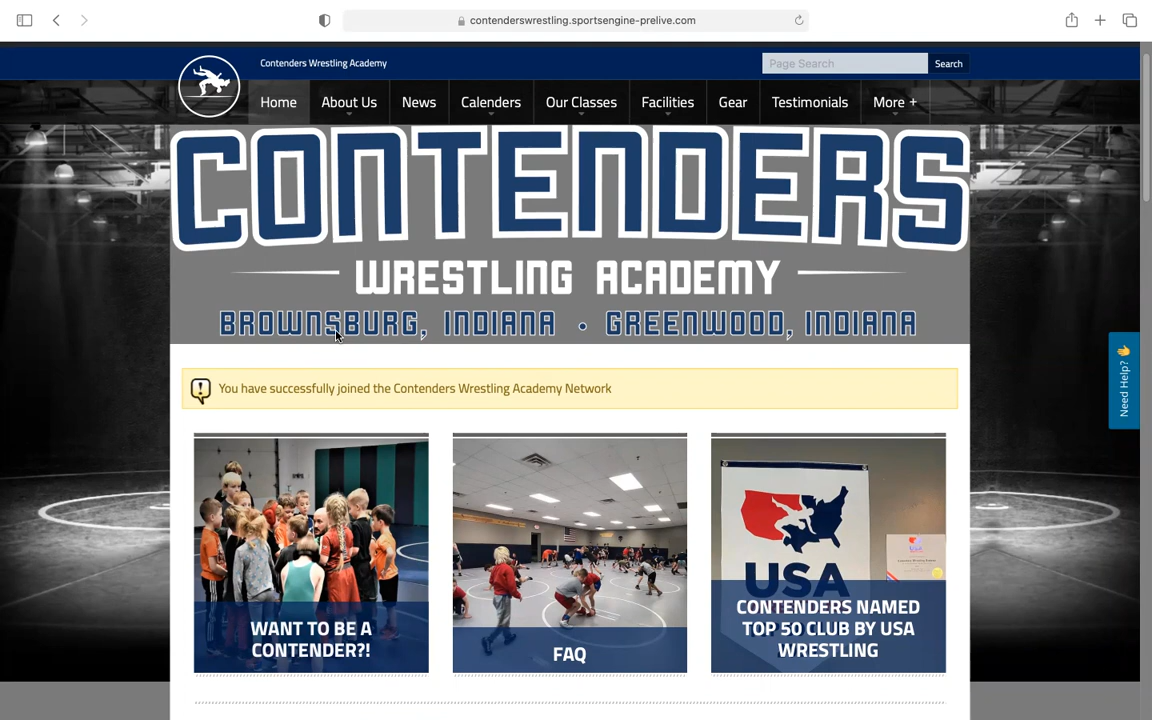 contenderswrestling.sportsengine-prelive.com
Contenders Wrestling Academy
Page Search
Search
Home
About Us
News
Calenders
Our Classes
Facilities
Gear
Testimonials
More +
CONTENDERS
WRESTLING ACADEMY
BROWNSBURG, INDIANA • GREENWOOD, INDIANA
You have successfully joined the Contenders Wrestling Academy Network
Need Help? 👋
WANT TO BE A
CONTENDER?!
FAQ
USA
CONTENDERS NAMED
TOP 50 CLUB BY USA
WRESTLING